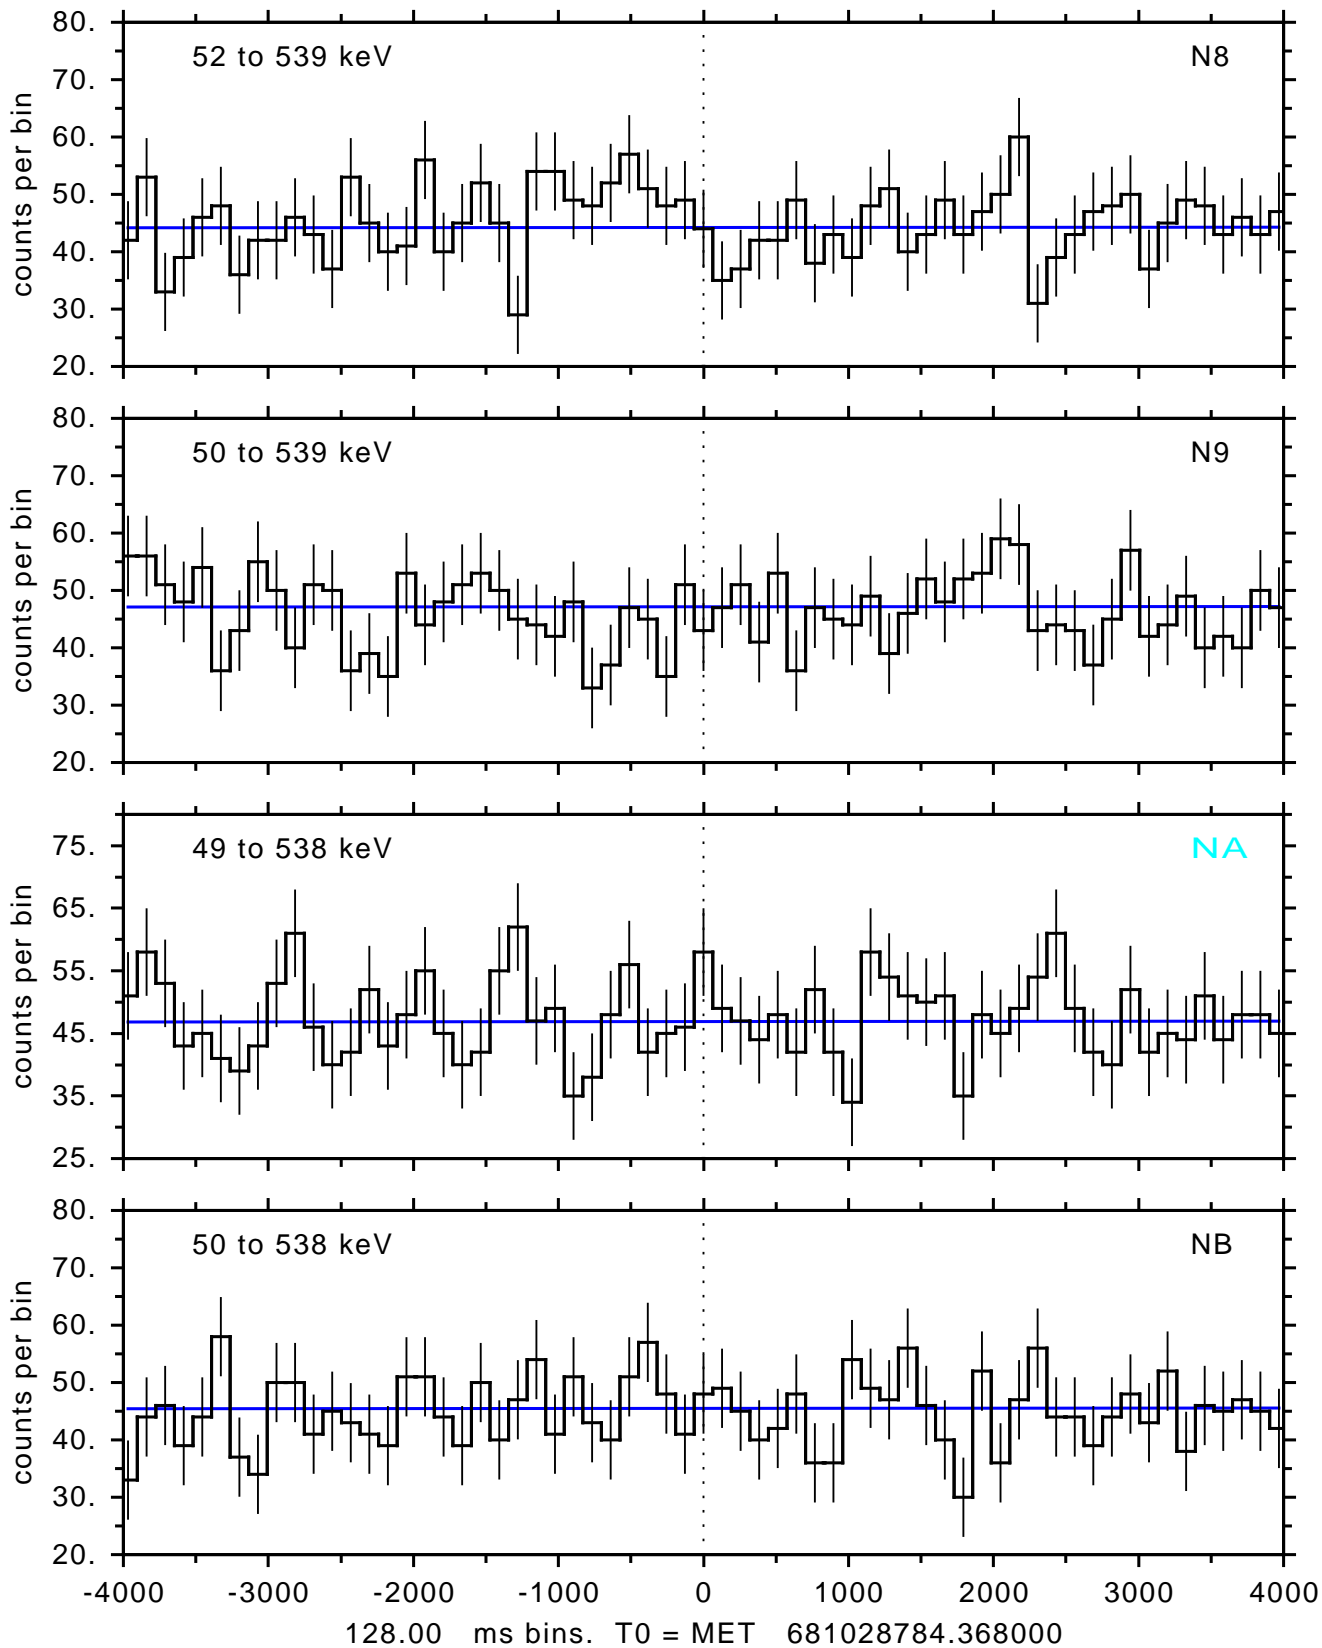 80.
52 to 539 keV N8
70.
60.
50.
40.
30.
20.
counts per bin
80.
50 to 539 keV N9
70.
60.
50.
40.
30.
20.
counts per bin
49 to 538 keV NA
75.
65.
55.
45.
35.
25.
counts per bin
80.
50 to 538 keV NB
70.
60.
50.
40.
30.
20.
counts per bin
-4000 -3000 -2000 -1000 0 1000 2000 3000 4000
128.00 ms bins. T0 = MET 681028784.368000